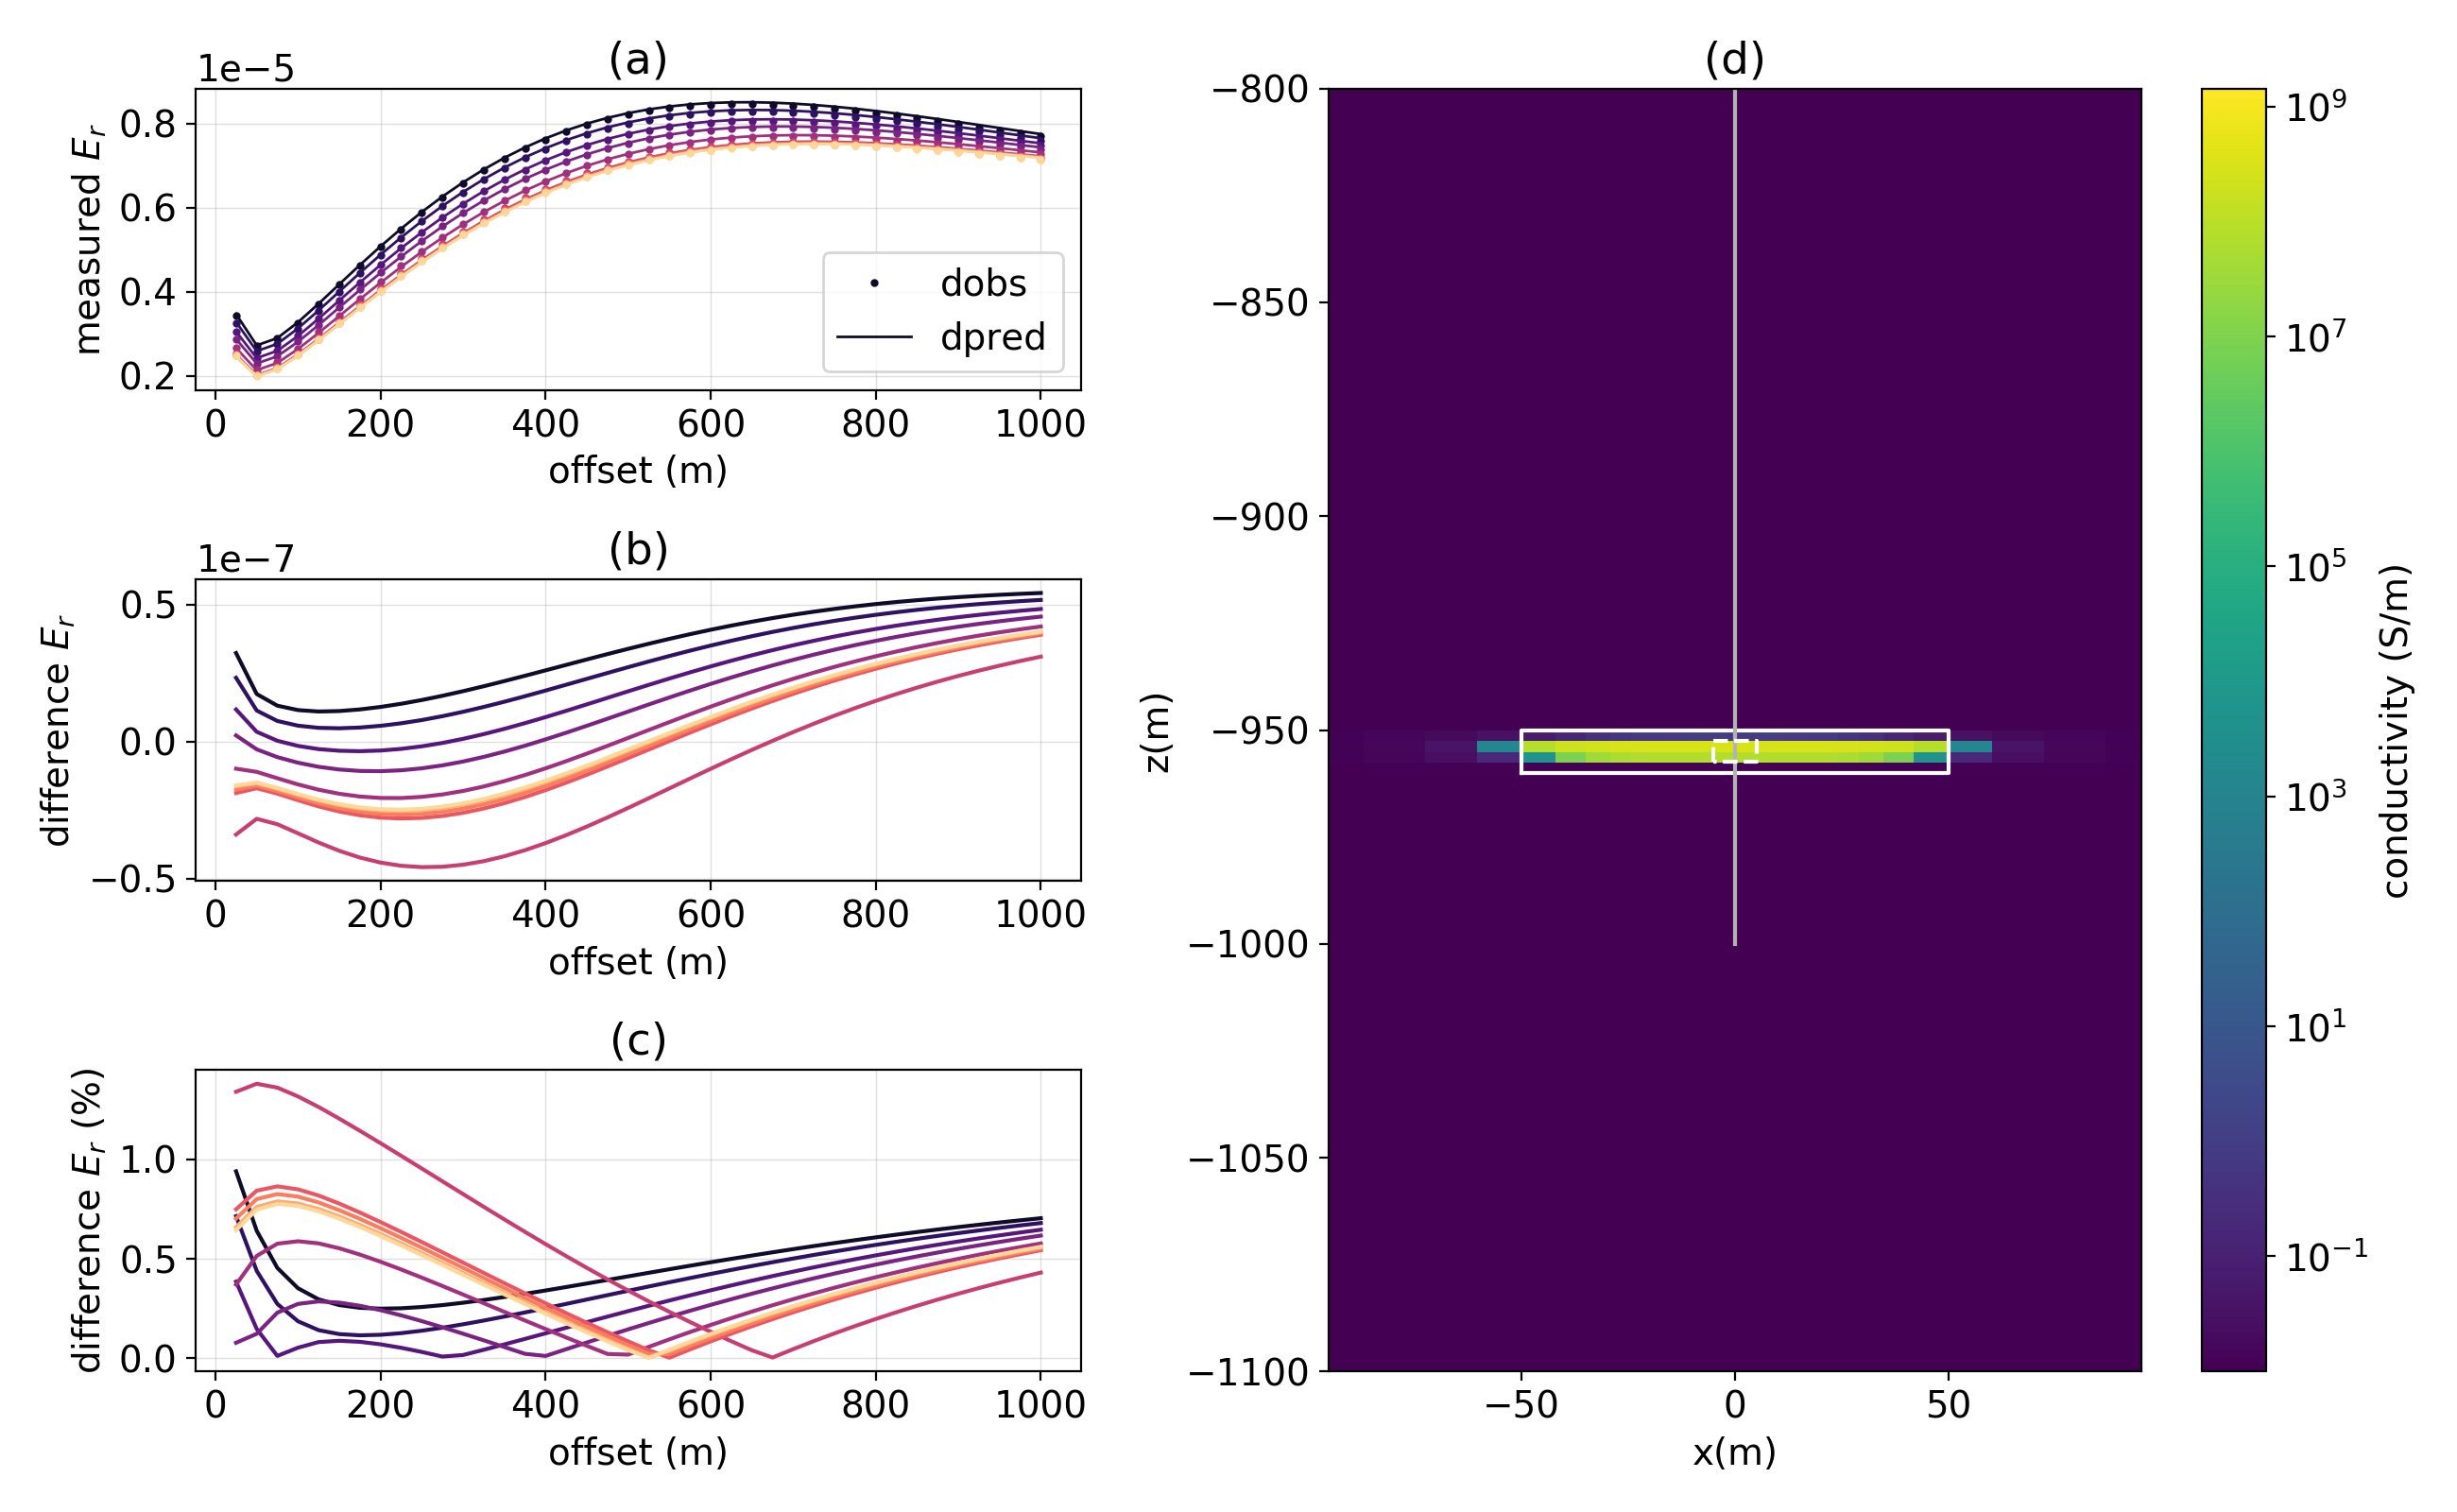 (a)
1e−5
0.8
0.6
0.4
0.2
measured E_r
dobs
dpred
0 200 400 600 800 1000
offset (m)
(b)
1e−7
0.5
0.0
−0.5
difference E_r
0 200 400 600 800 1000
offset (m)
(c)
1.0
0.5
0.0
difference E_r (%)
0 200 400 600 800 1000
offset (m)
(d)
−800
−850
−900
−950
−1000
−1050
−1100
z(m)
−50 0 50
x(m)
10^9
10^7
10^5
10^3
10^1
10^−1
conductivity (S/m)